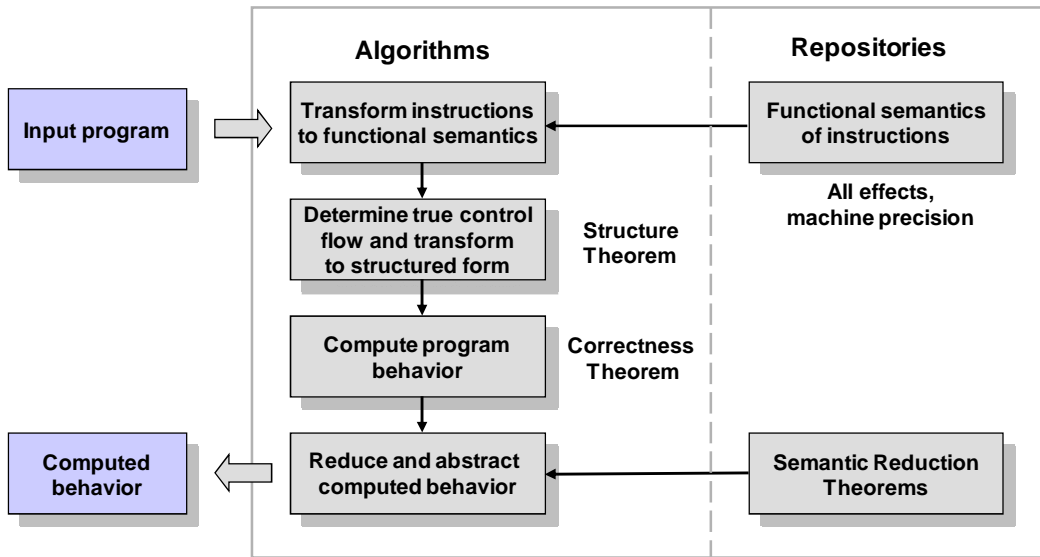 Algorithms
Repositories
Input program
Transform instructions
to functional semantics
Functional semantics
of instructions
All effects,
machine precision
Determine true control
flow and transform
to structured form
Structure
Theorem
Compute program
behavior
Correctness
Theorem
Computed
behavior
Reduce and abstract
computed behavior
Semantic Reduction
Theorems